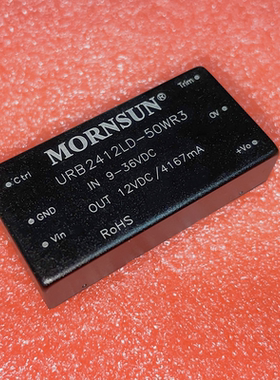 MORNSUN®
URB2412LD-50WR3
IN 9-36VDC
OUT 12VDC/4167mA
RoHS
Ctrl
GND
Vin
Trim
0V
+Vo